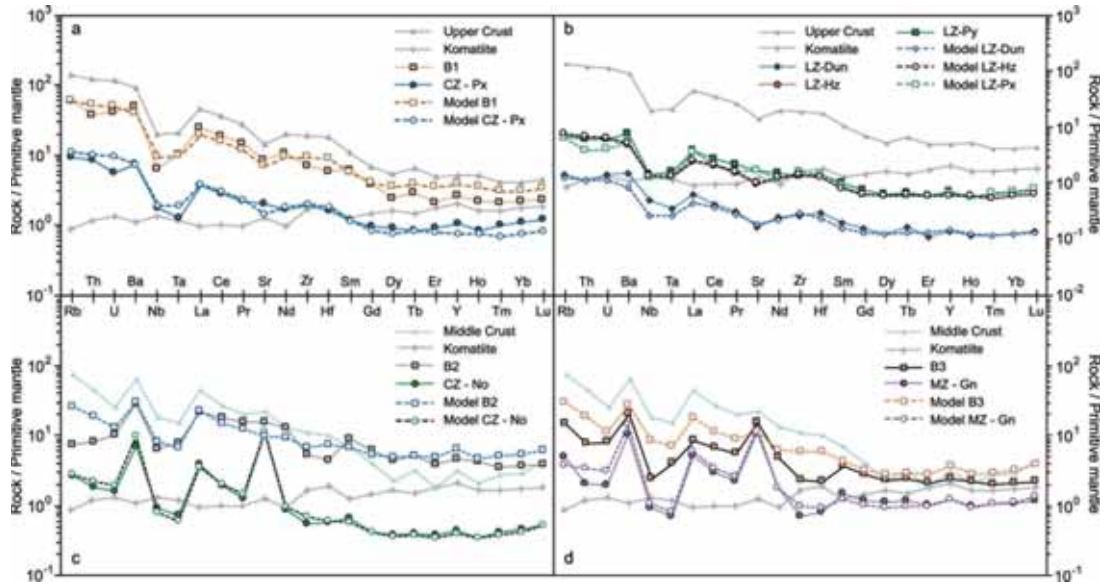 10³
10²
10¹
10⁰
10⁻¹
Rock / Primitive mantle
a
Upper Crust
Komatiite
B1
CZ - Px
Model B1
Model CZ - Px
b
Upper Crust
Komatiite
LZ-Dun
LZ-Hz
LZ-Py
Model LZ-Dun
Model LZ-Hz
Model LZ-Px
10³
10²
10¹
10⁰
10⁻¹
10⁻²
Rock / Primitive mantle
Th Ba Ta Ce Sr Zr Sm Dy Er Ho Yb
Rb U Nb La Pr Nd Hf Gd Tb Y Tm Lu
Th Ba Ta Ce Sr Zr Sm Dy Er Ho Yb
Rb U Nb La Pr Nd Hf Gd Tb Y Tm Lu
10²
10¹
10⁰
10⁻¹
Rock / Primitive mantle
c
Middle Crust
Komatiite
B2
CZ - No
Model B2
Model CZ - No
d
Middle Crust
Komatiite
B3
MZ - Gn
Model B3
Model MZ - Gn
10²
10¹
10⁰
10⁻¹
Rock / Primitive mantle